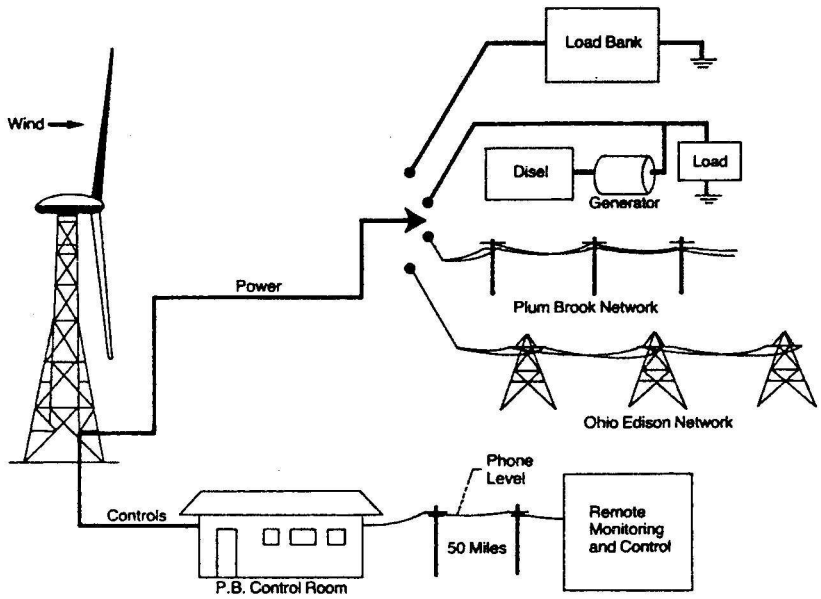 Load Bank
Wind
Disel
Generator
Load
Power
Plum Brook Network
Ohio Edison Network
Phone
Level
Controls
50 Miles
Remote
Monitoring
and Control
P.B. Control Room